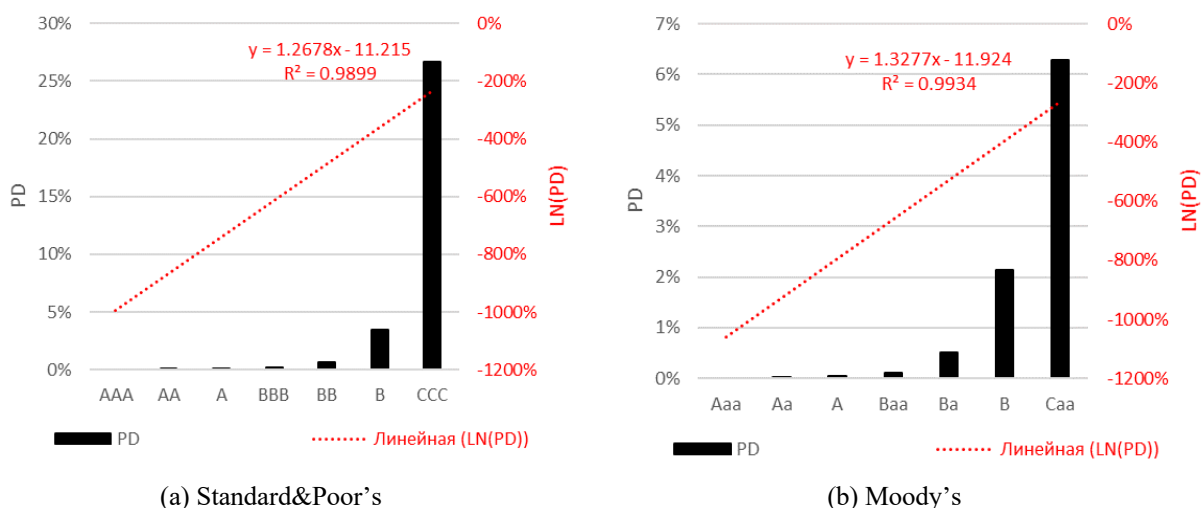 30%
25%
20%
15%
10%
5%
0%
PD
y = 1.2678x - 11.215
R² = 0.9899
0%
-200%
-400%
-600%
-800%
-1000%
-1200%
LN(PD)
AAA AA A BBB BB B CCC
PD Линейная (LN(PD))
(a) Standard&Poor’s
7%
6%
5%
4%
3%
2%
1%
0%
PD
y = 1.3277x - 11.924
R² = 0.9934
0%
-200%
-400%
-600%
-800%
-1000%
-1200%
LN(PD)
Aaa Aa A Baa Ba B Caa
PD Линейная (LN(PD))
(b) Moody’s